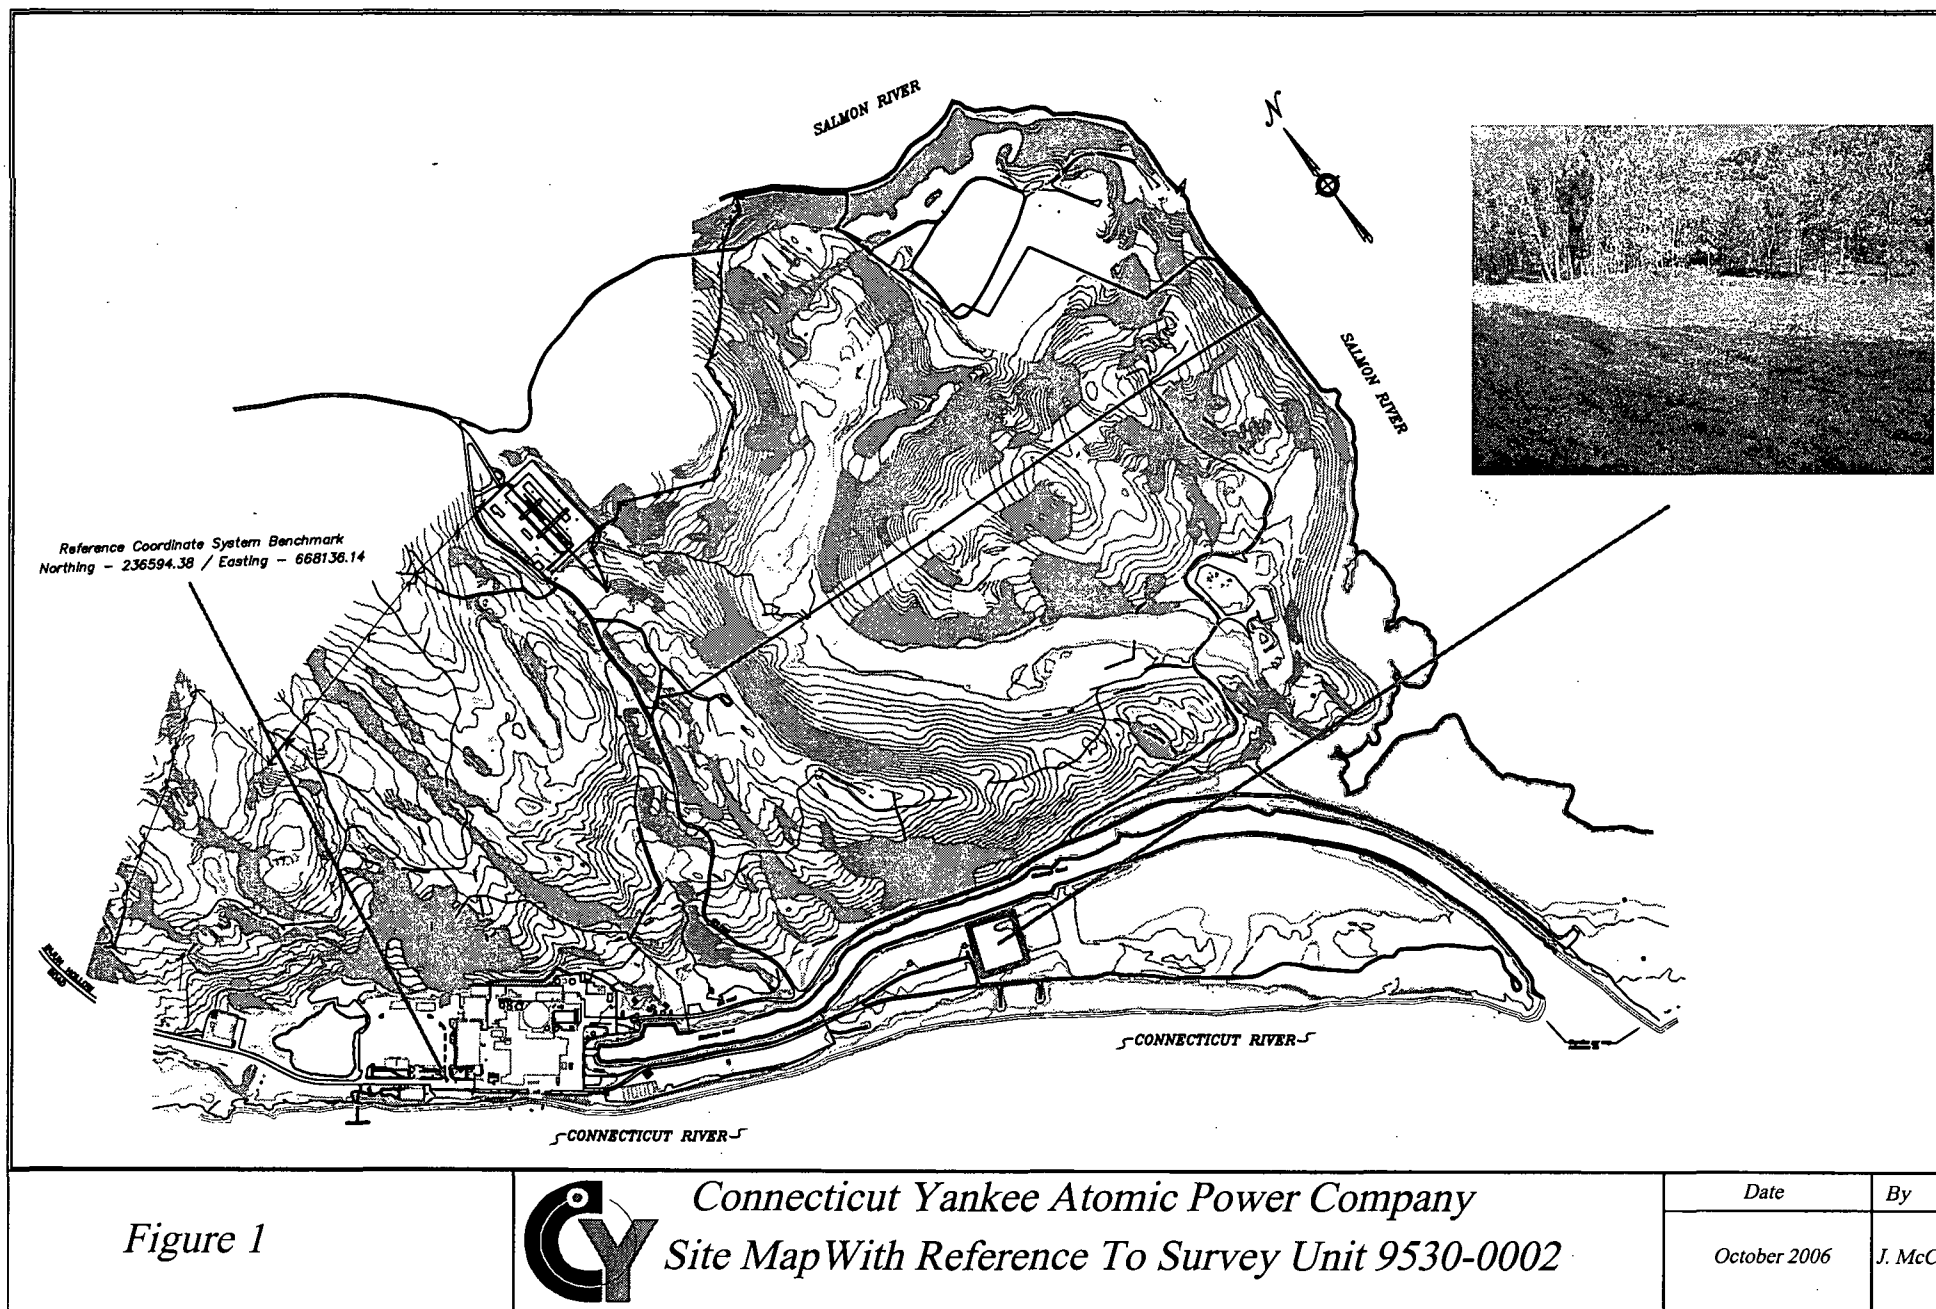 SALMON RIVER
N
SALMON RIVER
Reference Coordinate System Benchmark
Northing - 236594.38 / Easting - 668136.14
CONNECTICUT RIVER
CONNECTICUT RIVER
Figure 1
CY
Connecticut Yankee Atomic Power Company
Site Map With Reference To Survey Unit 9530-0002
Date
By
October 2006
J. McC